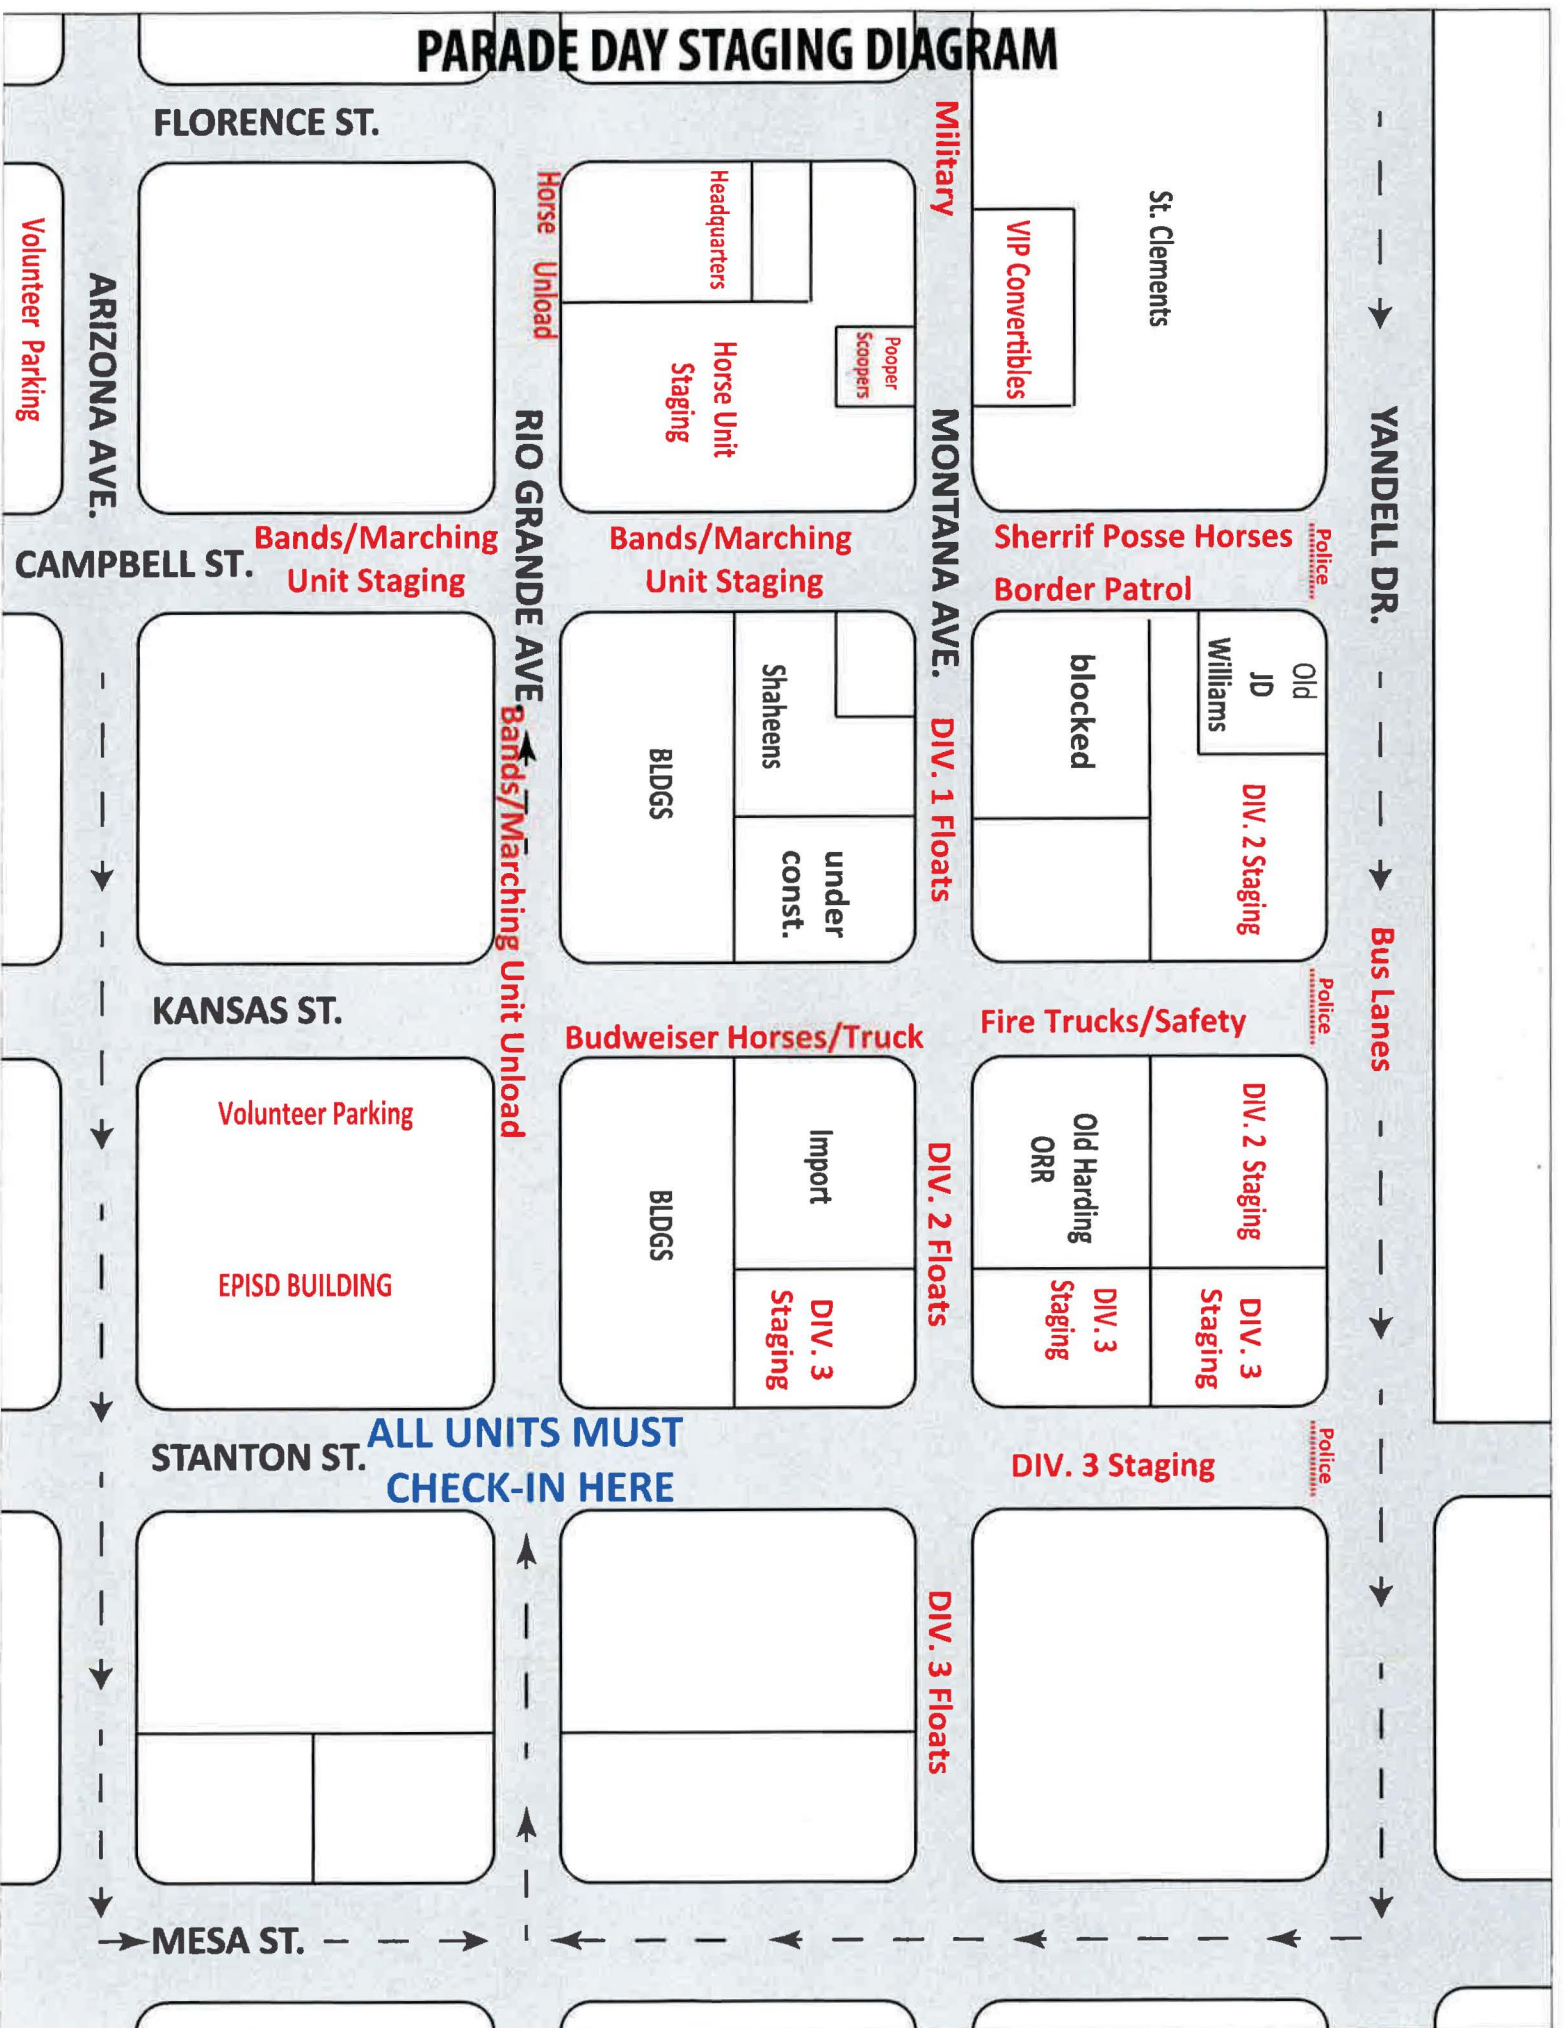 PARADE DAY STAGING DIAGRAM
FLORENCE ST.
Military
St. Clements
VIP Convertibles
Headquarters
Horse Unload
Volunteer Parking
ARIZONA AVE.
Pooper
Scoopers
Horse Unit
Staging
RIO GRANDE AVE.
MONTANA AVE.
YANDELL DR.
Bands/Marching
Unit Staging
Bands/Marching
Unit Staging
Sherrif Posse Horses
Border Patrol
Police
CAMPBELL ST.
Old
JD
Williams
blocked
Shaheens
BLDGS
DIV. 1 Floats
DIV. 2 Staging
under
const.
Bands/Marching Unit Unload
Bus Lanes
KANSAS ST.
Budweiser Horses/Truck
Fire Trucks/Safety
Police
Volunteer Parking
EPISD BUILDING
BLDGS
Import
DIV. 2 Floats
Old Harding
ORR
DIV. 2 Staging
DIV. 3
Staging
DIV. 3
Staging
DIV. 3
Staging
STANTON ST.
ALL UNITS MUST
CHECK-IN HERE
DIV. 3 Staging
Police
DIV. 3 Floats
MESA ST.